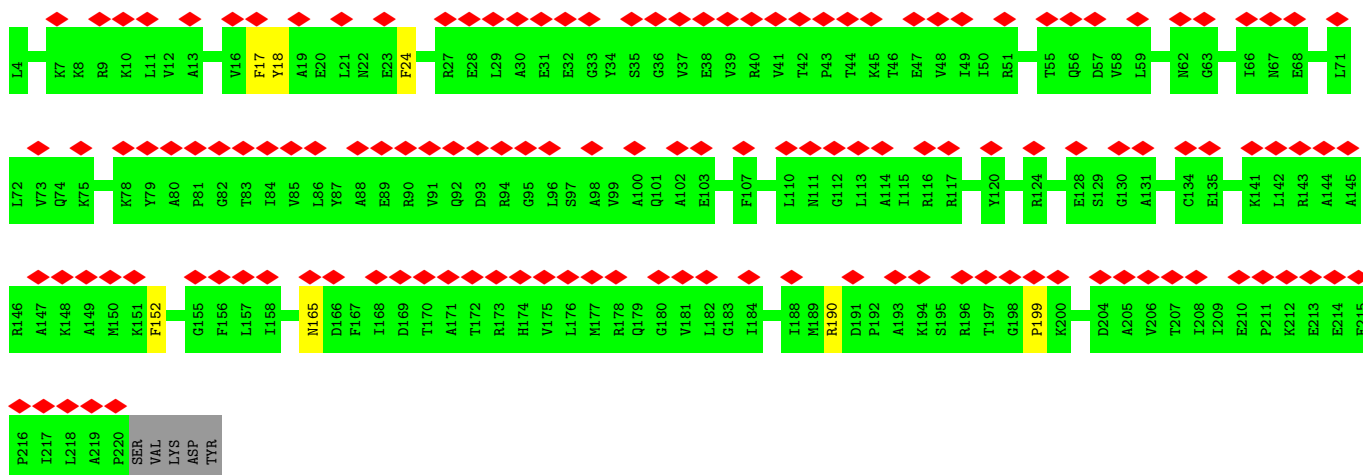 L4 K7 K8 R9 K10 L11 V12 A13 V16 F17 Y18 A19 E20 L21 N22 E23 F24 R27 E28 L29 A30 E31 E32 G33 Y34 S35 G36 V37 E38 V39 R40 V41 T42 P43 T44 K45 T46 E47 V48 I49 I50 R51 T55 Q56 D57 V58 L59 N62 G63 I66 N67 E68 L71
L72 V73 Q74 K75 K78 Y79 A80 P81 G82 T83 I84 V85 L86 Y87 A88 E89 R90 V91 Q92 D93 R94 G95 L96 S97 A98 V99 A100 Q101 A102 E103 F107 L110 N111 G112 L113 A114 I115 R116 R117 Y120 R124 E128 S129 G130 A131 C134 E135 K141 L142 R143 A144 A145
R146 A147 K148 A149 M150 K151 F152 G155 F156 L157 I158 N165 D166 F167 I168 D169 T170 A171 T172 R173 H174 V175 L176 M177 R178 Q179 G180 V181 L182 G183 I184 I188 M189 R190 D191 P192 A193 K194 S195 R196 T197 G198 P199 K200 D204 A205 V206 T207 I208 I209 E210 P211 K212 E213 E214 E215
P216 I217 L218 A219 P220 SER VAL LYS ASP TYR